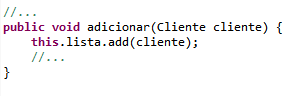 //...
public void adicionar(Cliente cliente) {
    this.lista.add(cliente);
    //...
}